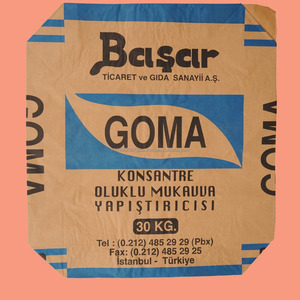 Başar
TİCARET ve GIDA SANAYİİ A.Ş.
GOMA
GOMA
GOMA
KONSANTRE
OLUKLU MUKAVVA
YAPIŞTIRICISI
30 KG.
Tel : (0.212) 485 29 29 (Pbx)
Fax: (0.212) 485 29 25
İstanbul - Türkiye